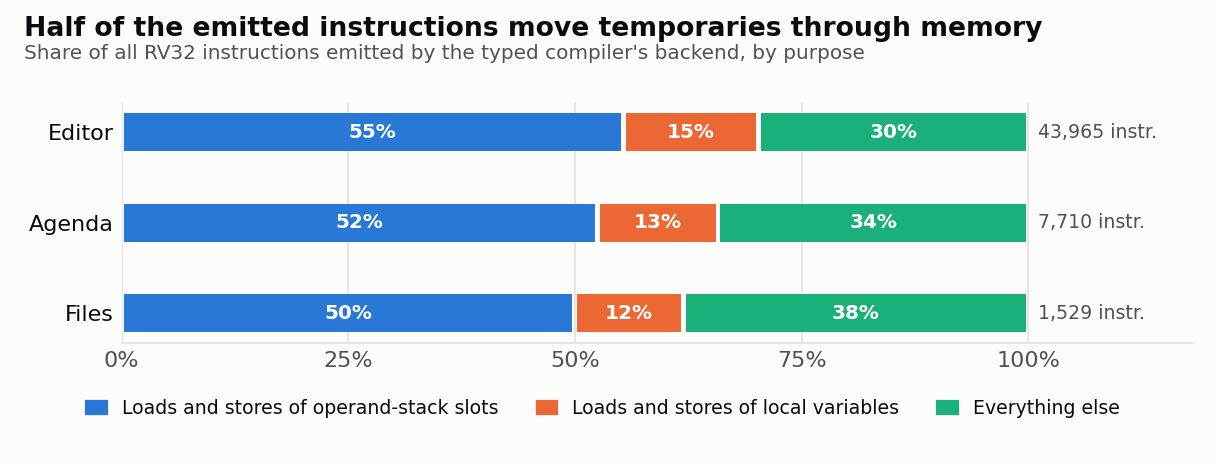 Half of the emitted instructions move temporaries through memory
Share of all RV32 instructions emitted by the typed compiler's backend, by purpose
Editor 55% 15% 30% 43,965 instr.
Agenda 52% 13% 34% 7,710 instr.
Files 50% 12% 38% 1,529 instr.
0% 25% 50% 75% 100%
Loads and stores of operand-stack slots Loads and stores of local variables Everything else